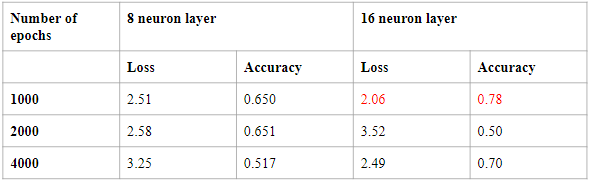 Number of epochs 8 neuron layer 16 neuron layer
Loss Accuracy Loss Accuracy
1000 2.51 0.650 2.06 0.78
2000 2.58 0.651 3.52 0.50
4000 3.25 0.517 2.49 0.70